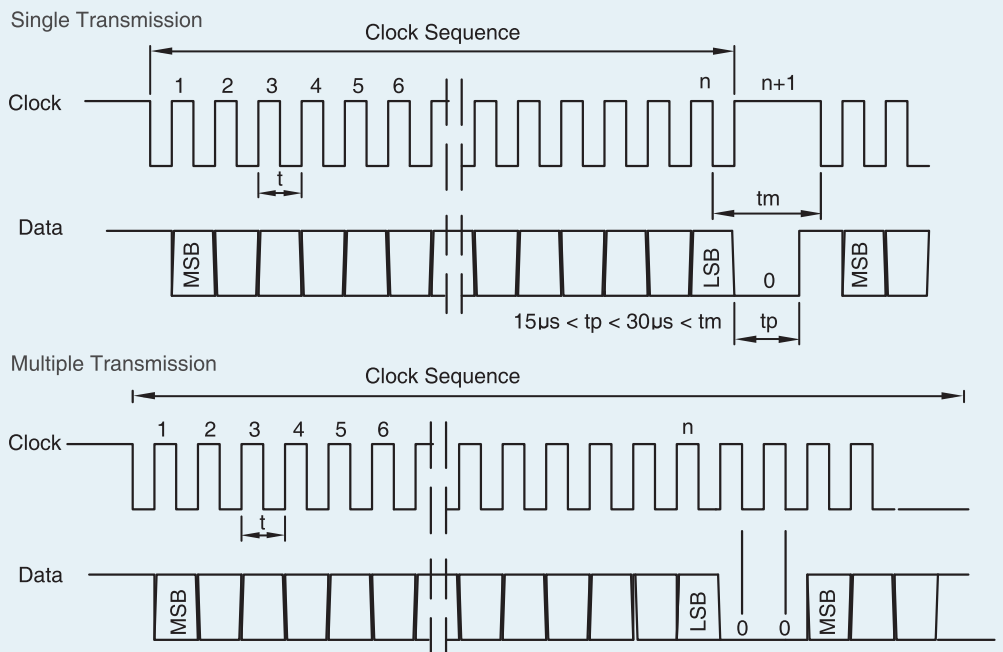 Single Transmission
Clock Sequence
1 2 3 4 5 6 n n+1
Clock
t
tm
Data
MSB LSB 0 MSB
15µs < tp < 30µs < tm
tp
Multiple Transmission
Clock Sequence
1 2 3 4 5 6 n
Clock
t
Data
MSB LSB 0 0 MSB